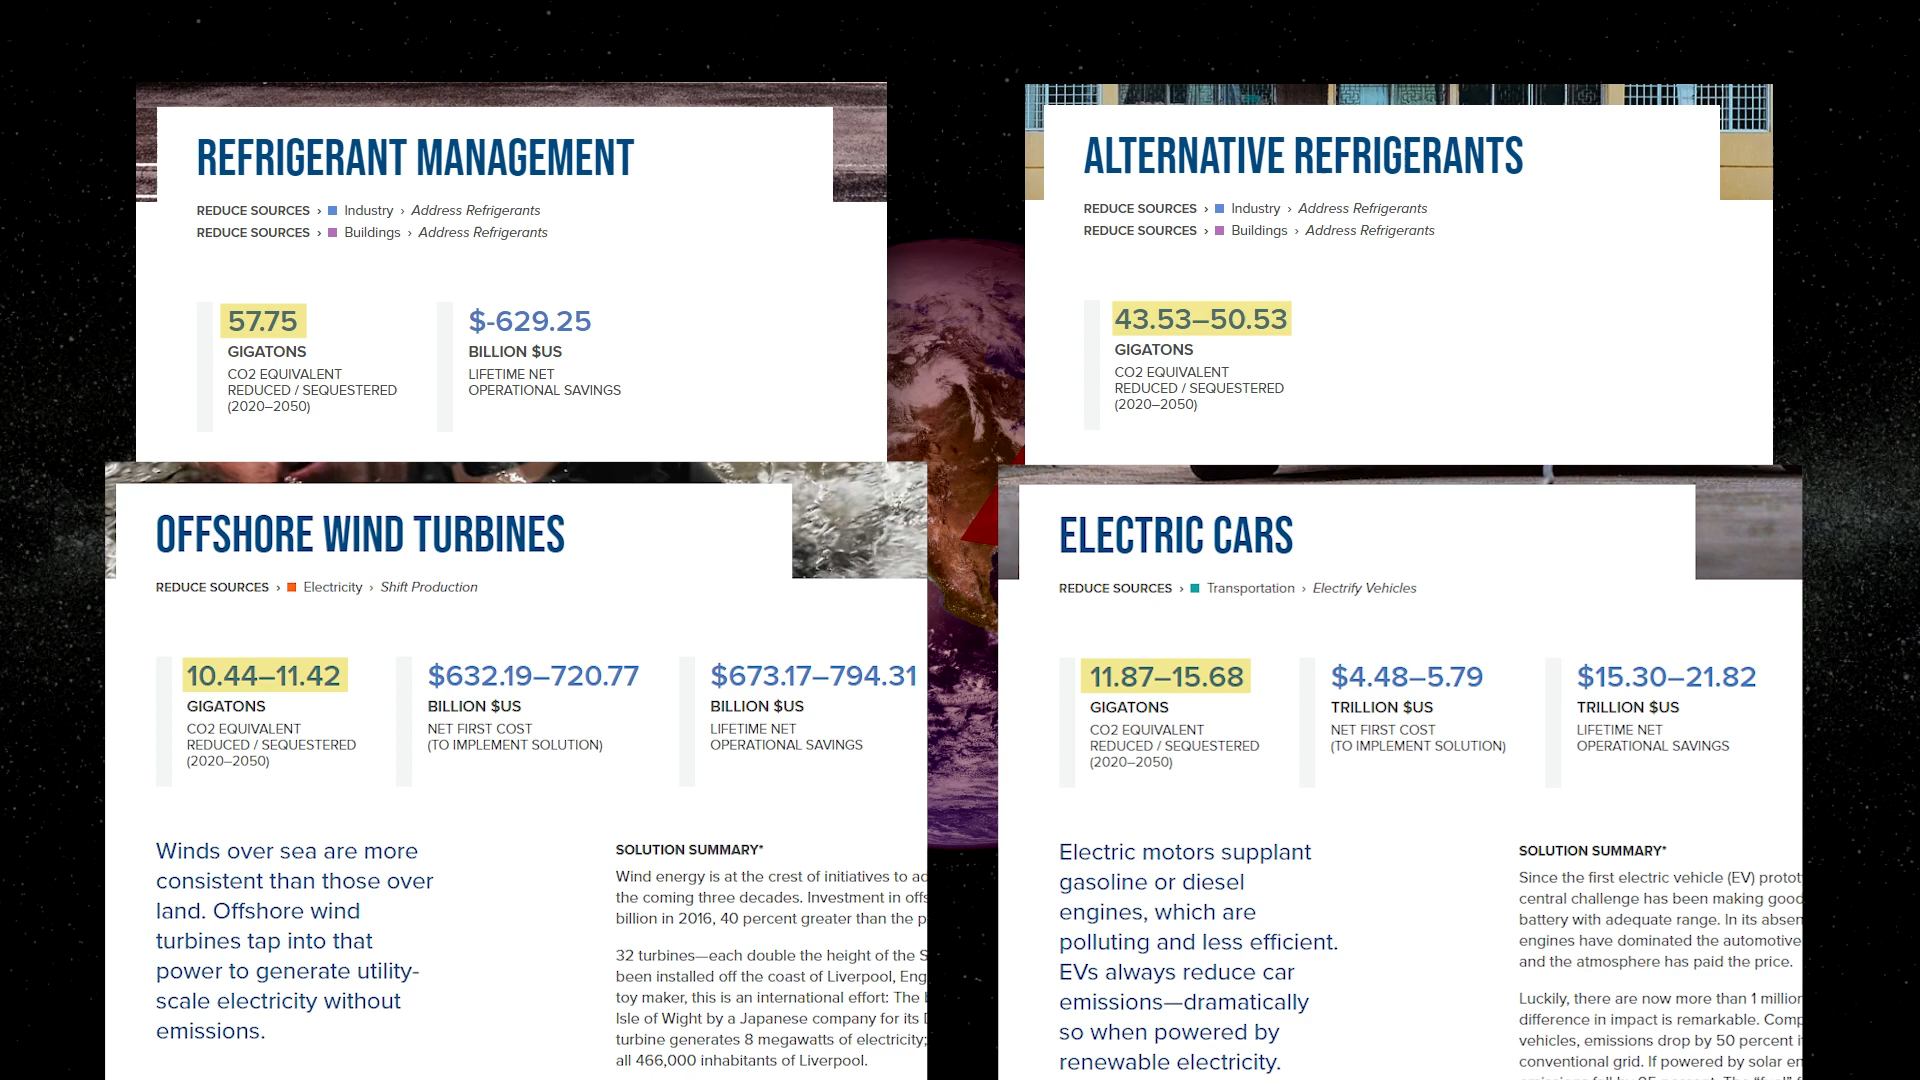 REFRIGERANT MANAGEMENT
REDUCE SOURCES › Industry › Address Refrigerants
REDUCE SOURCES › Buildings › Address Refrigerants
57.75
GIGATONS
CO2 EQUIVALENT
REDUCED / SEQUESTERED
(2020–2050)
$-629.25
BILLION $US
LIFETIME NET
OPERATIONAL SAVINGS
ALTERNATIVE REFRIGERANTS
REDUCE SOURCES › Industry › Address Refrigerants
REDUCE SOURCES › Buildings › Address Refrigerants
43.53–50.53
GIGATONS
CO2 EQUIVALENT
REDUCED / SEQUESTERED
(2020–2050)
OFFSHORE WIND TURBINES
REDUCE SOURCES › Electricity › Shift Production
10.44–11.42
GIGATONS
CO2 EQUIVALENT
REDUCED / SEQUESTERED
(2020–2050)
$632.19–720.77
BILLION $US
NET FIRST COST
(TO IMPLEMENT SOLUTION)
$673.17–794.31
BILLION $US
LIFETIME NET
OPERATIONAL SAVINGS
Winds over sea are more
consistent than those over
land. Offshore wind
turbines tap into that
power to generate utility-
scale electricity without
emissions.
SOLUTION SUMMARY*
Wind energy is at the crest of initiatives to
the coming three decades. Investment in
billion in 2016, 40 percent greater than the
32 turbines—each double the height of the
been installed off the coast of Liverpool,
toy maker, this is an international effort: The
Isle of Wight by a Japanese company for its
turbine generates 8 megawatts of electricity;
all 466,000 inhabitants of Liverpool.
ELECTRIC CARS
REDUCE SOURCES › Transportation › Electrify Vehicles
11.87–15.68
GIGATONS
CO2 EQUIVALENT
REDUCED / SEQUESTERED
(2020–2050)
$4.48–5.79
TRILLION $US
NET FIRST COST
(TO IMPLEMENT SOLUTION)
$15.30–21.82
TRILLION $US
LIFETIME NET
OPERATIONAL SAVINGS
Electric motors supplant
gasoline or diesel
engines, which are
polluting and less efficient.
EVs always reduce car
emissions—dramatically
so when powered by
renewable electricity.
SOLUTION SUMMARY*
Since the first electric vehicle (EV)
central challenge has been making good
battery with adequate range. In its
engines have dominated the automotive
and the atmosphere has paid the price.
Luckily, there are now more than 1
difference in impact is remarkable.
vehicles, emissions drop by 50 percent
conventional grid. If powered by solar